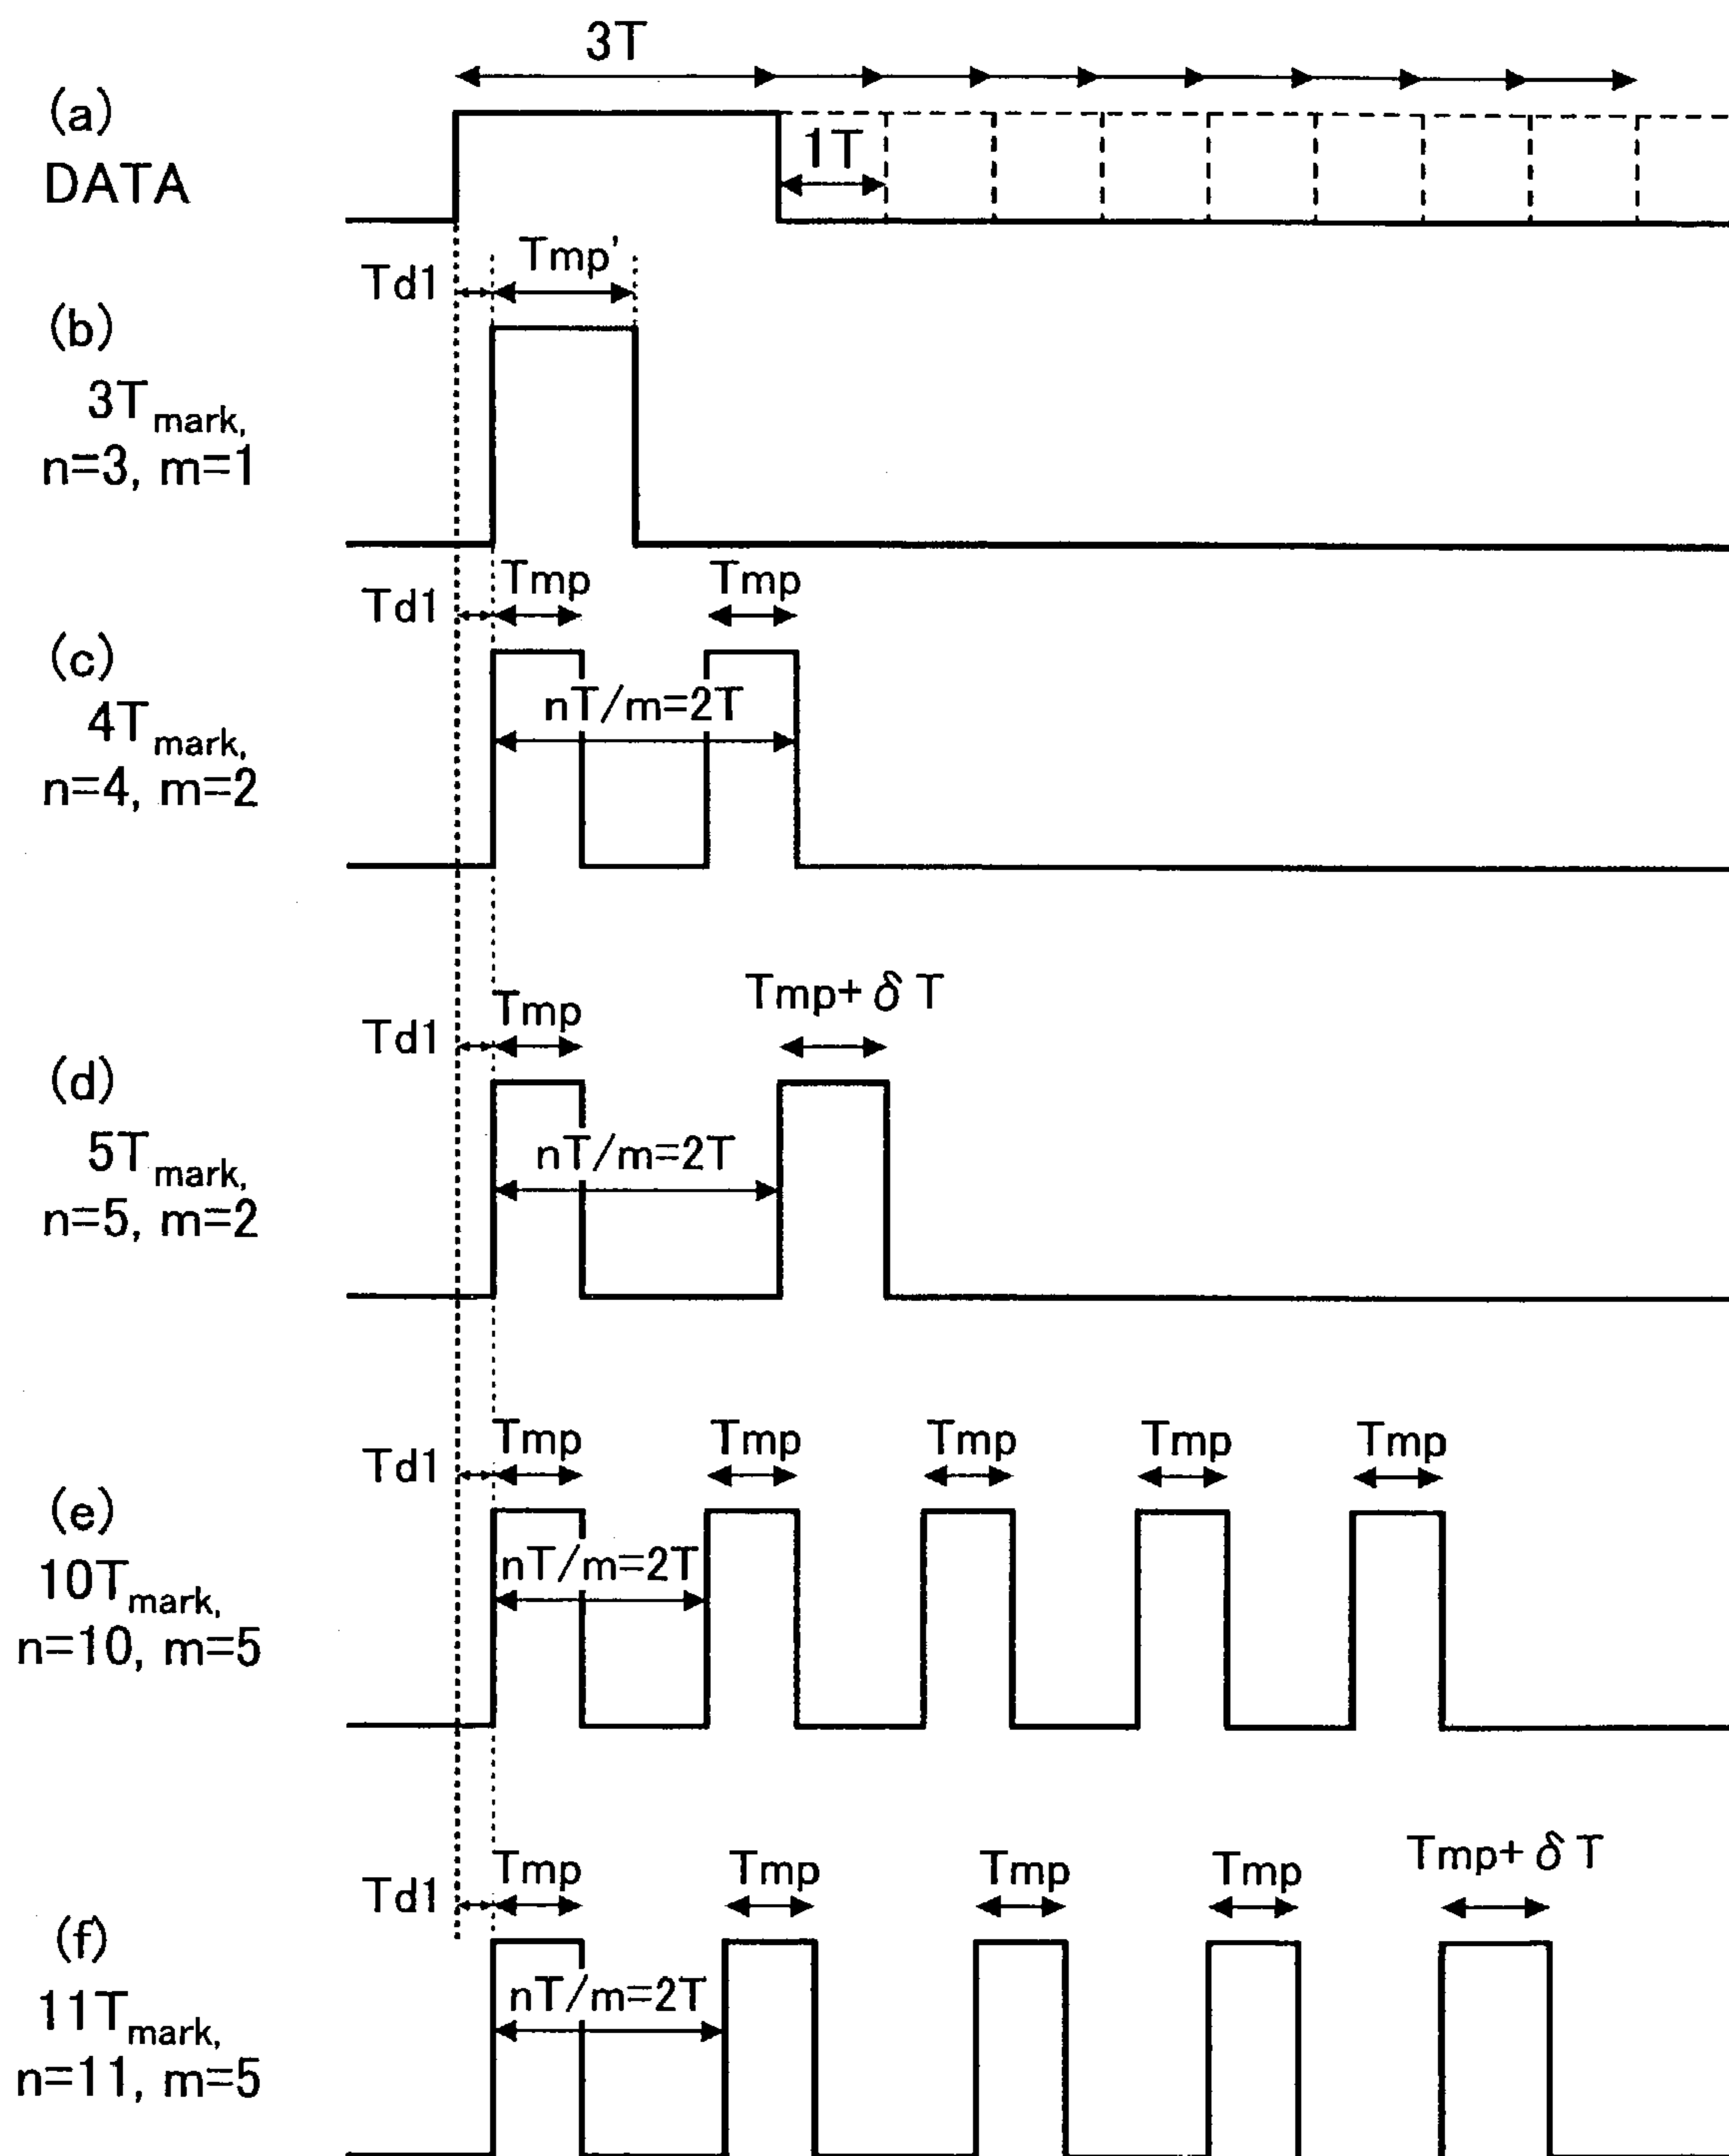 3T
(a)
DATA
1T
Td1 Tmp'
(b)
3Tmark,
n=3, m=1
Td1 Tmp Tmp
(c)
4Tmark,
n=4, m=2
nT/m=2T
Td1 Tmp Tmp+δT
(d)
5Tmark,
n=5, m=2
nT/m=2T
Td1 Tmp Tmp Tmp Tmp Tmp
(e)
10Tmark,
n=10, m=5
nT/m=2T
Td1 Tmp Tmp Tmp Tmp Tmp+δT
(f)
11Tmark,
n=11, m=5
nT/m=2T